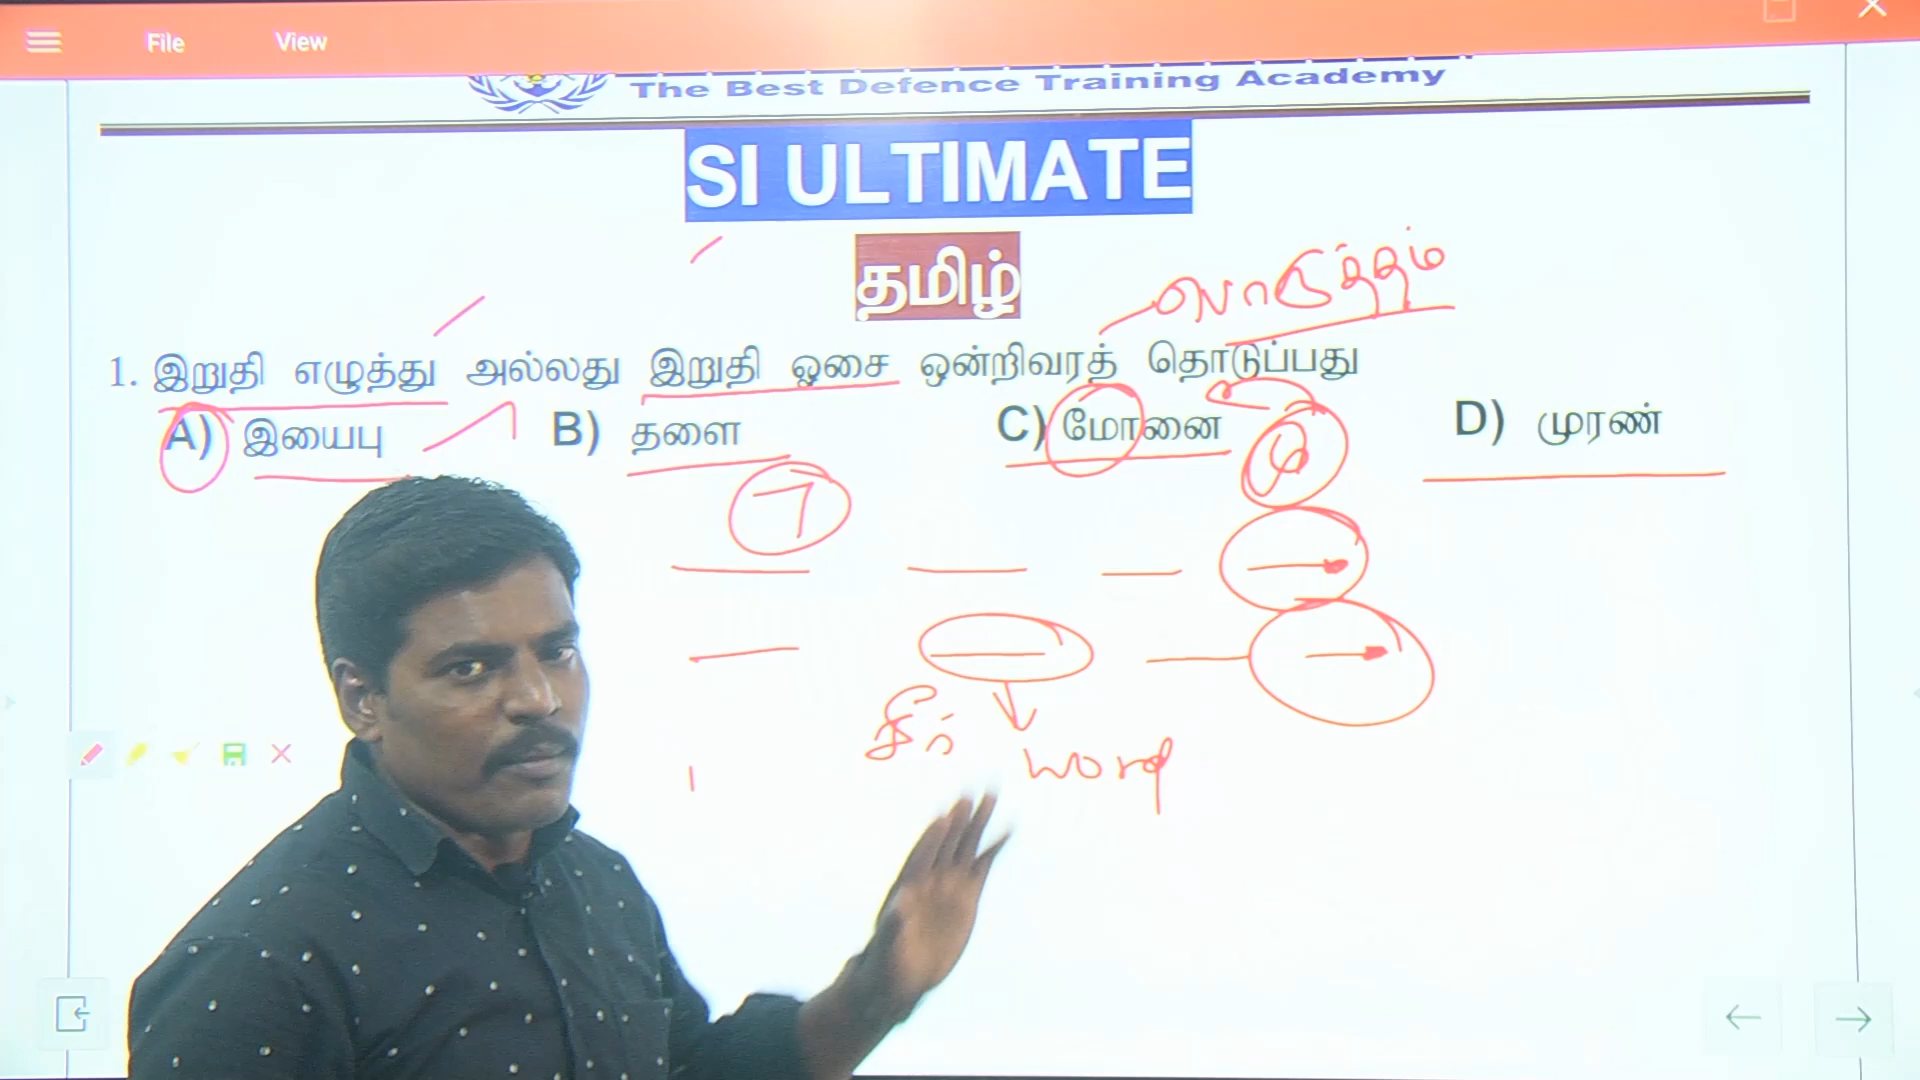 File View
The Best Defence Training Academy
SI ULTIMATE
தமிழ்
பொருத்தம்
1. இறுதி எழுத்து அல்லது இறுதி ஓசை ஒன்றிவரத் தொடுப்பது
A) இயைபு B) தளை C) மோனை D) முரண்
7
சீர் word